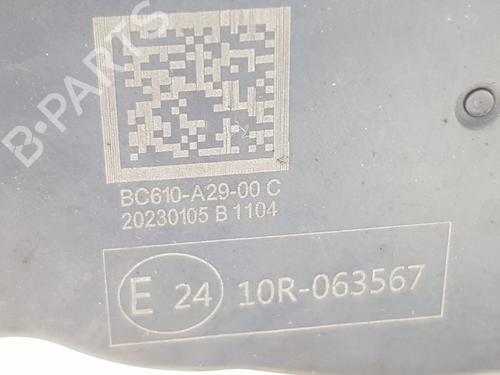 B-PARTS
BC610-A29-00 C
20230105 B 1104
E 24 10R-063567